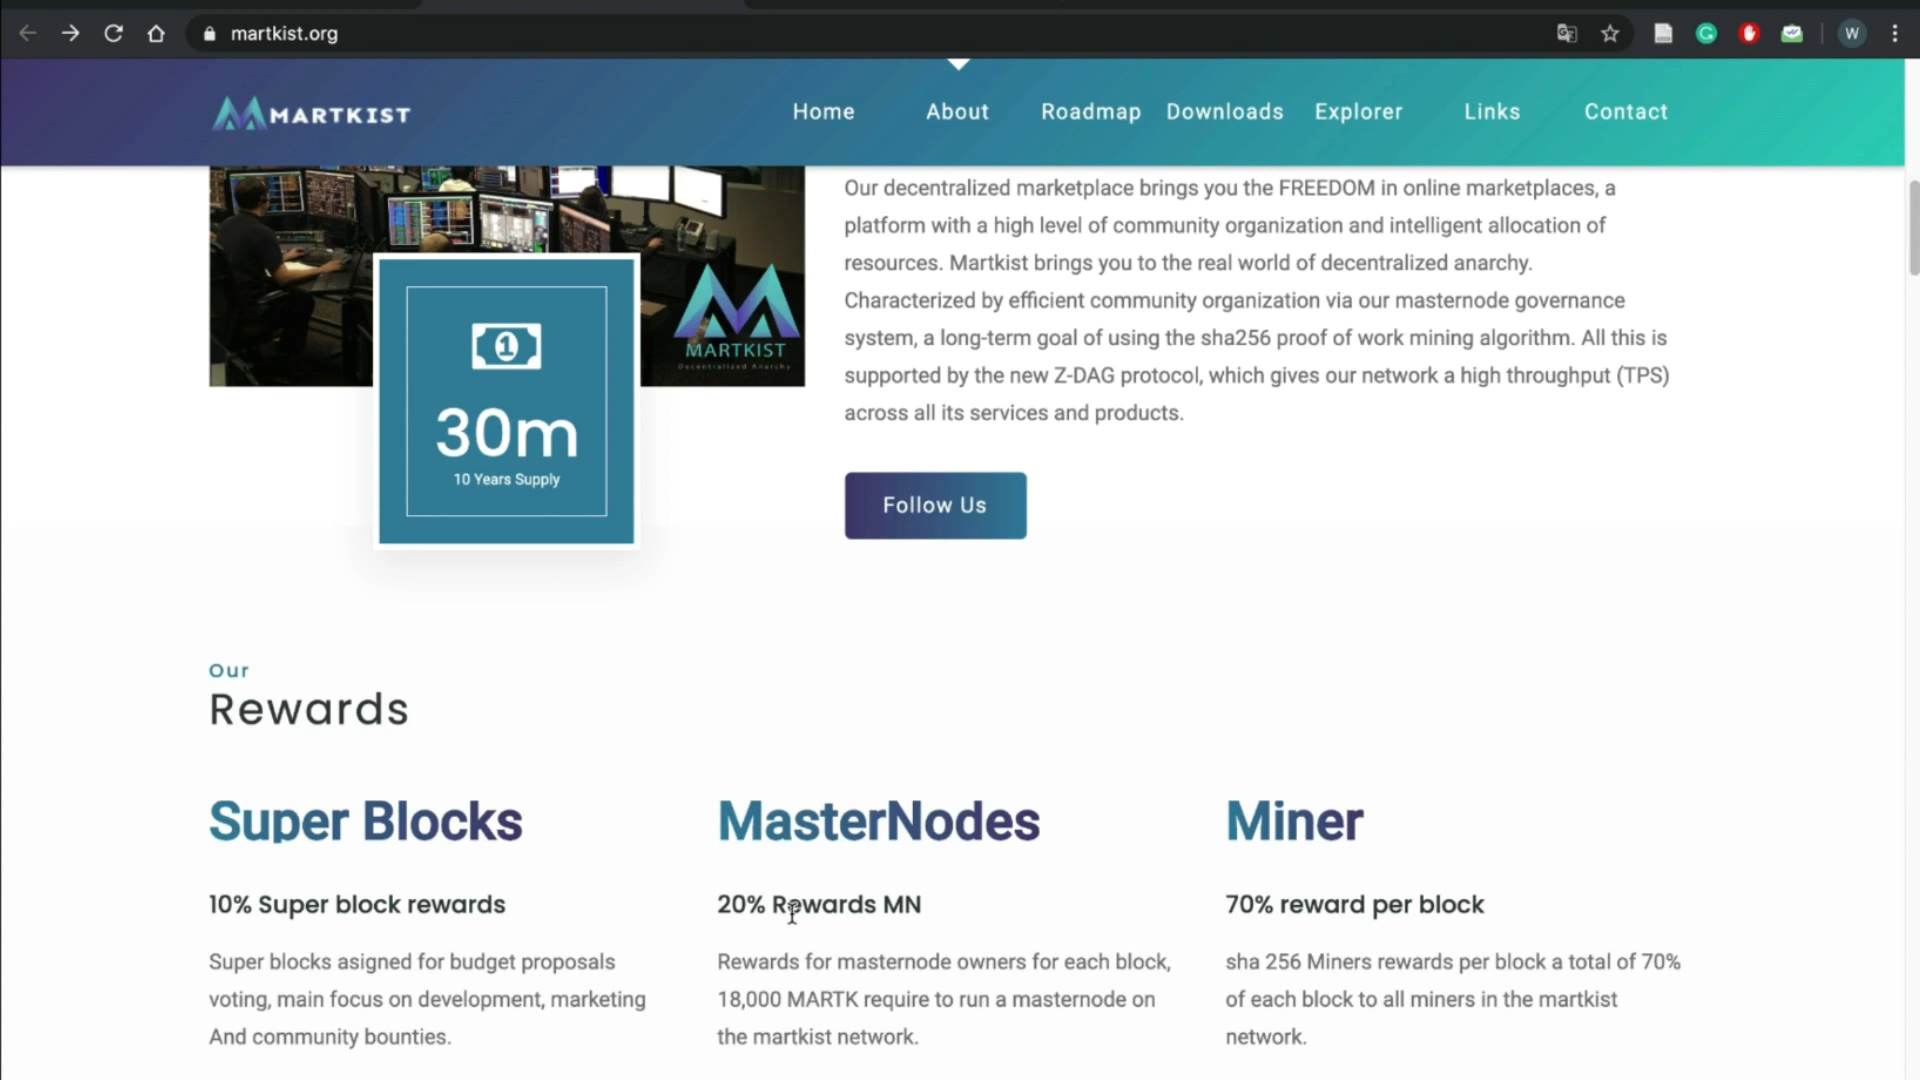 martkist.org
W
MARTKIST
Home
About
Roadmap
Downloads
Explorer
Links
Contact
Our decentralized marketplace brings you the FREEDOM in online marketplaces, a
platform with a high level of community organization and intelligent allocation of
resources. Martkist brings you to the real world of decentralized anarchy.
Characterized by efficient community organization via our masternode governance
system, a long-term goal of using the sha256 proof of work mining algorithm. All this is
supported by the new Z-DAG protocol, which gives our network a high throughput (TPS)
across all its services and products.
MARTKIST
Decentralized Anarchy
1
30m
10 Years Supply
Follow Us
Our
Rewards
Super Blocks
10% Super block rewards
Super blocks asigned for budget proposals
voting, main focus on development, marketing
And community bounties.
MasterNodes
20% Rewards MN
Rewards for masternode owners for each block,
18,000 MARTK require to run a masternode on
the martkist network.
Miner
70% reward per block
sha 256 Miners rewards per block a total of 70%
of each block to all miners in the martkist
network.